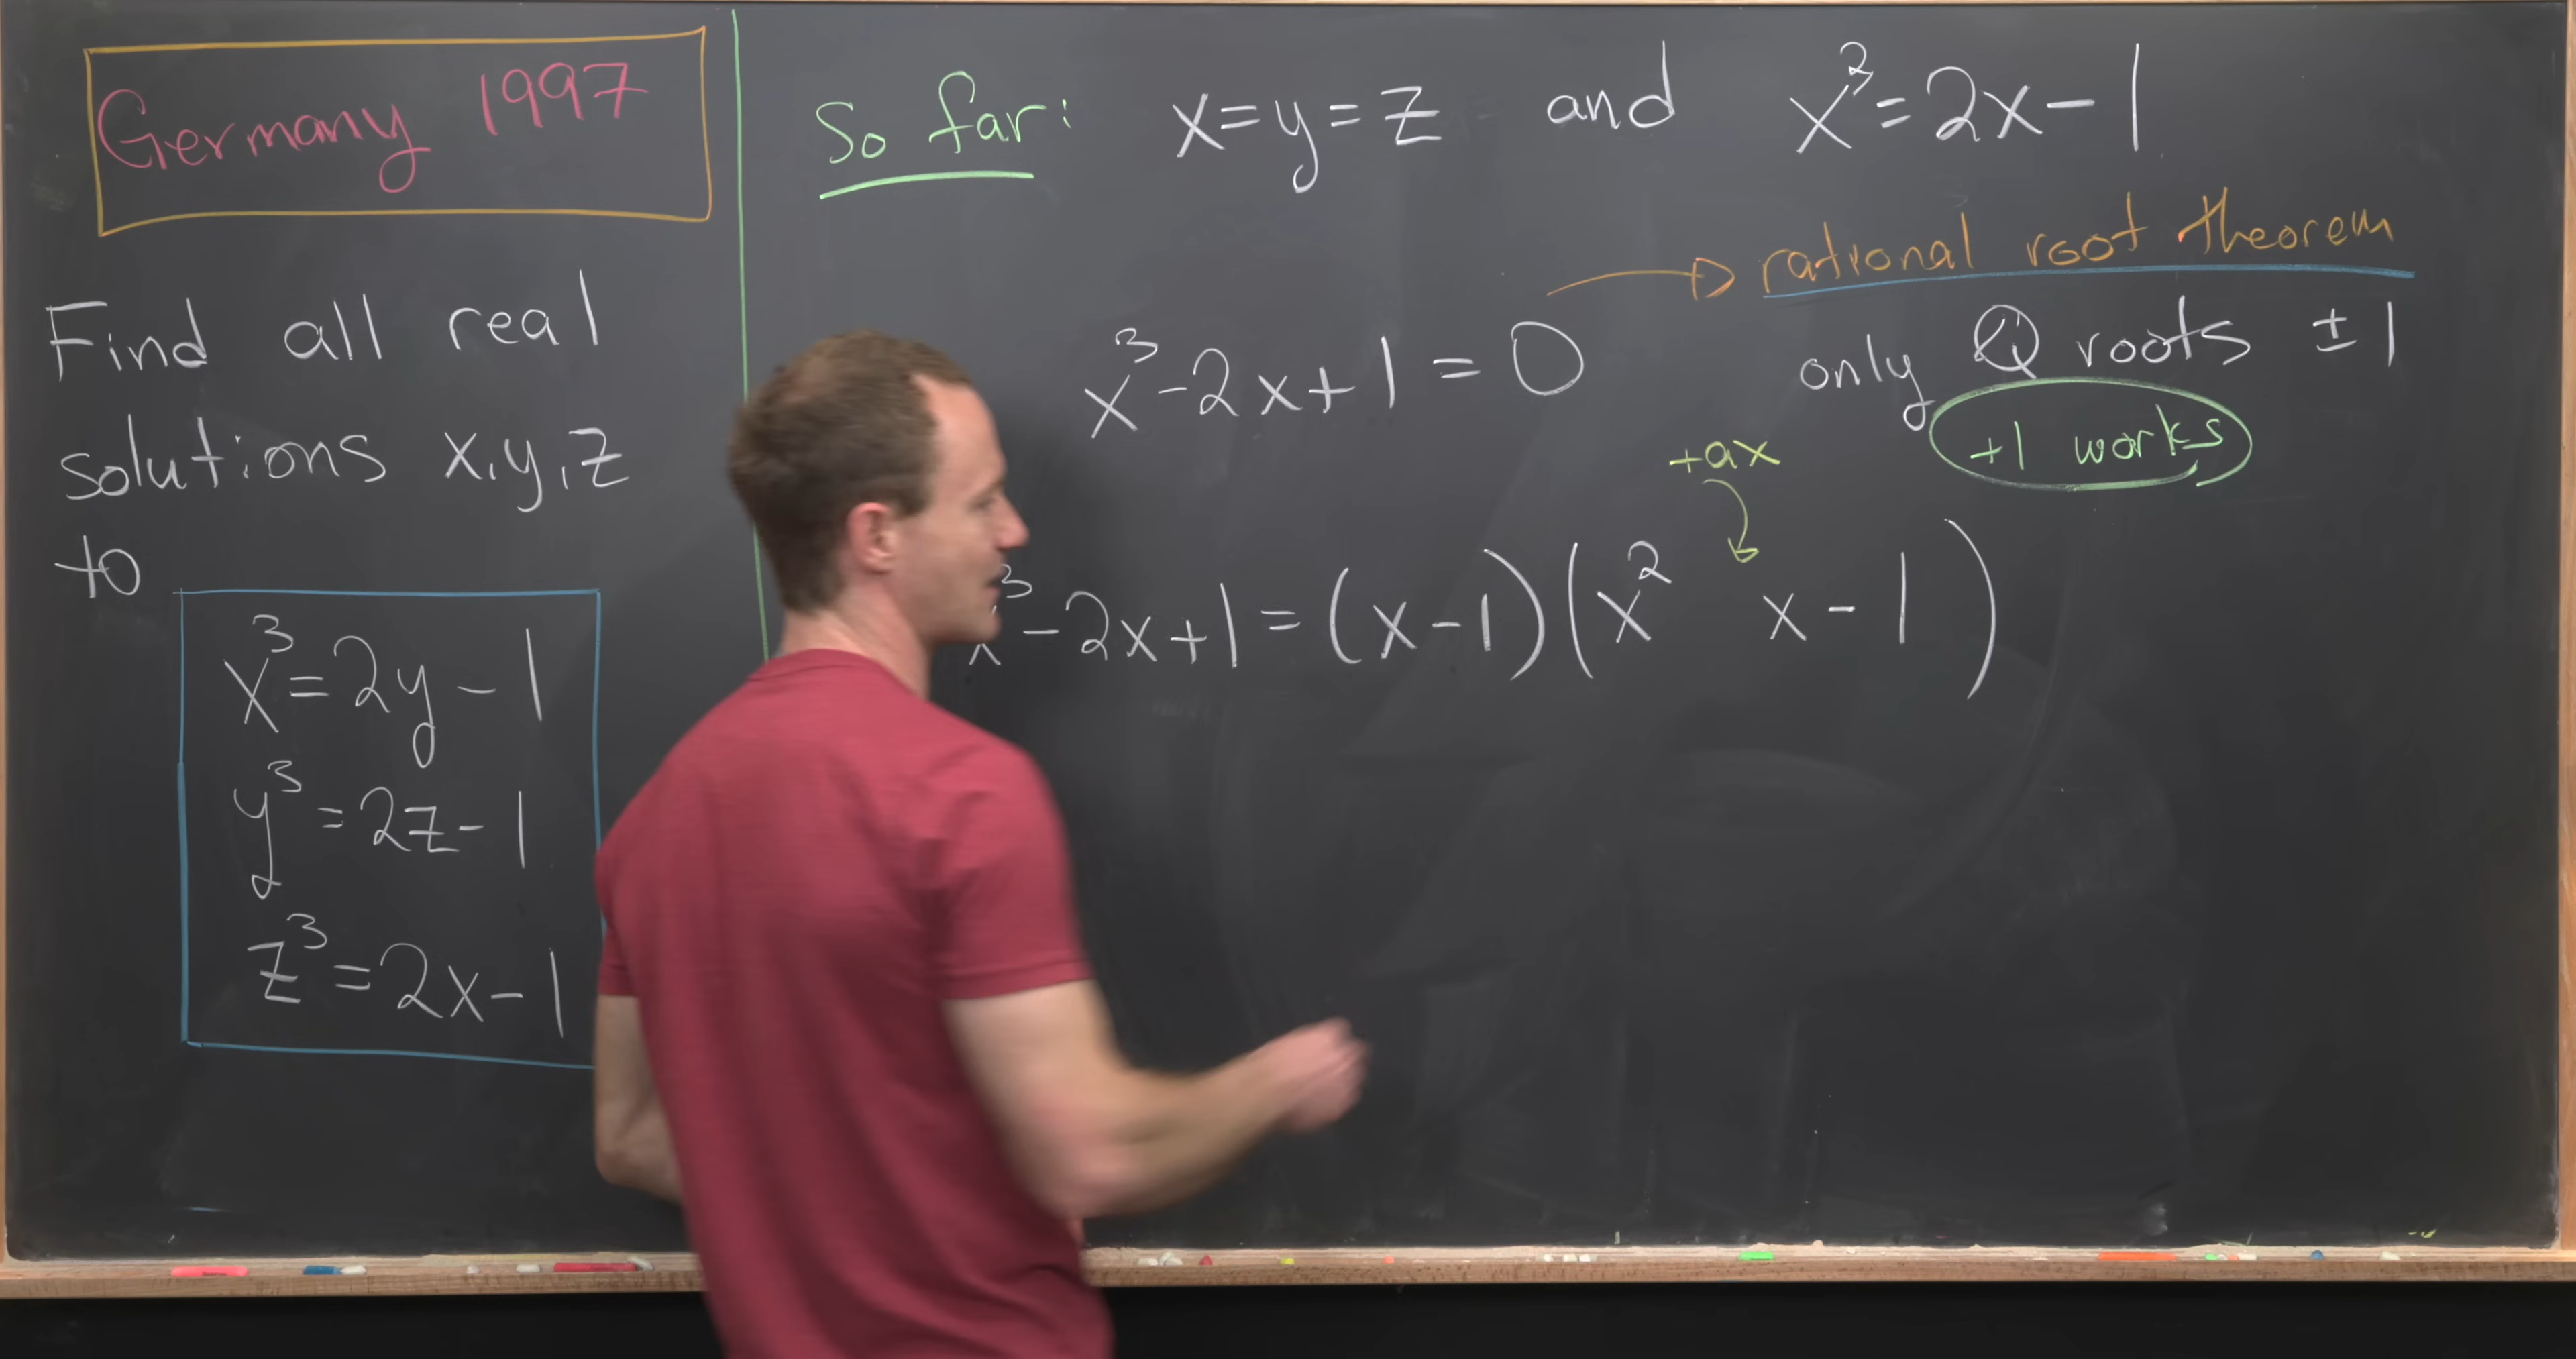 Germany 1997
Find all real
solutions x,y,z
to
x³=2y-1
y³=2z-1
z³=2x-1
So far: x=y=z and x²=2x-1
→ rational root theorem
x³-2x+1=0
only Q roots ±1
+1 works
+ax
x³-2x+1=(x-1)(x² x-1)